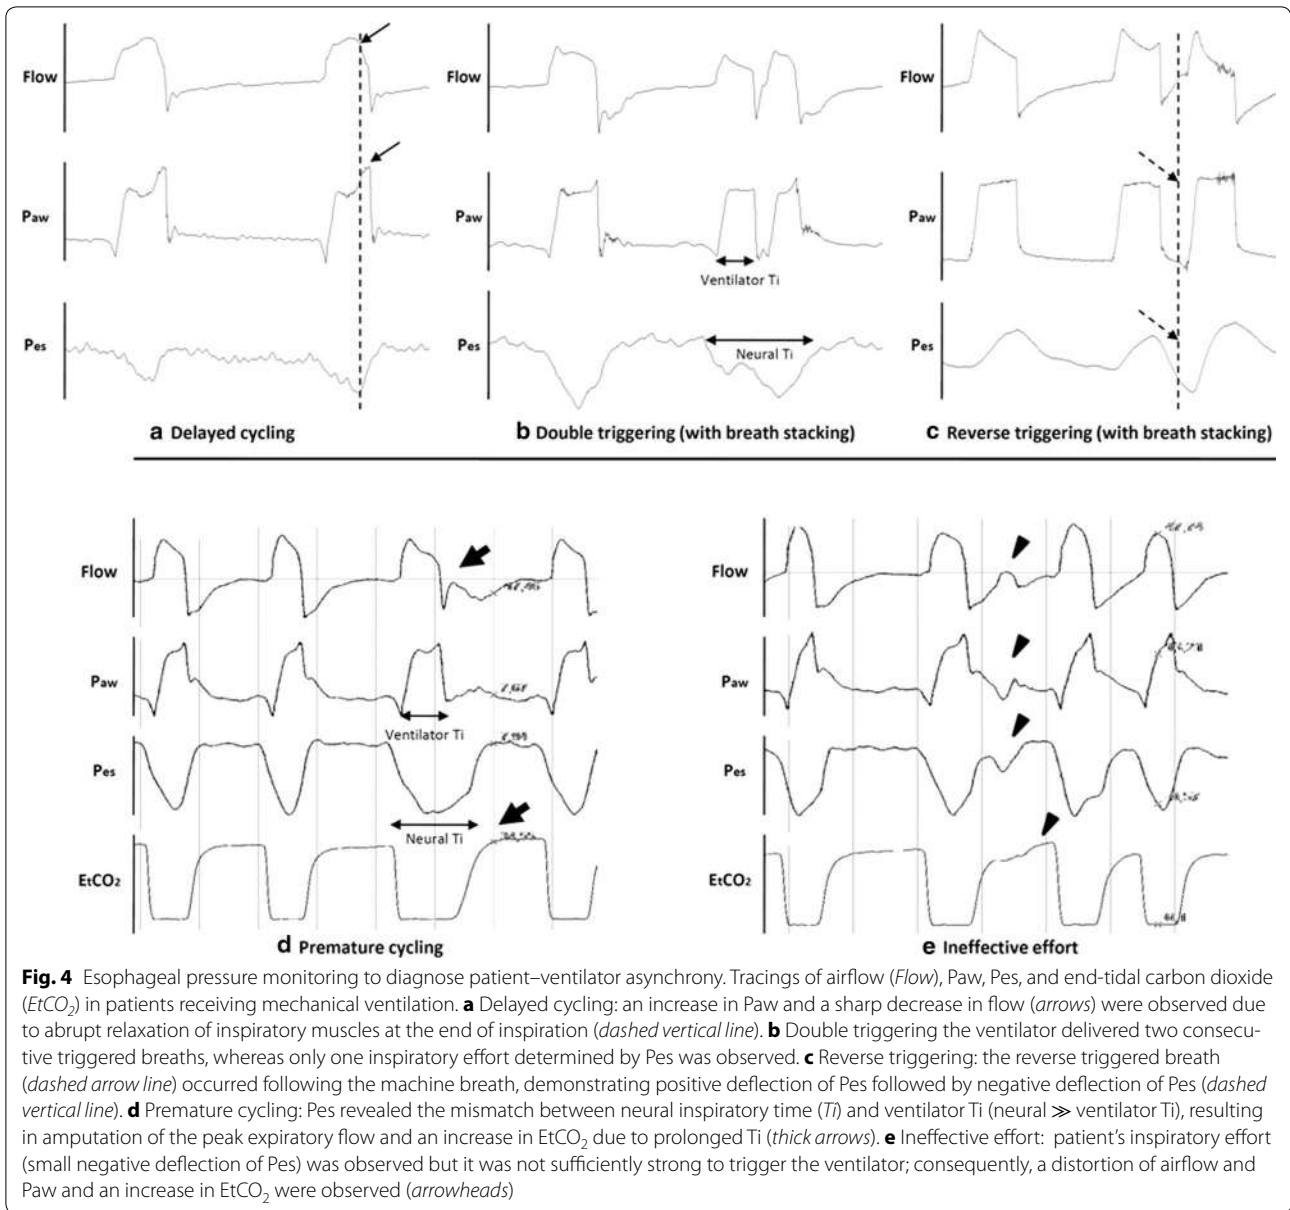 Flow
Flow
Flow
Paw
Paw
Paw
Ventilator Ti
Pes
Pes
Pes
Neural Ti
a Delayed cycling
b Double triggering (with breath stacking)
c Reverse triggering (with breath stacking)
Flow
Flow
Paw
Paw
Ventilator Ti
Pes
Pes
Neural Ti
EtCO2
EtCO2
d Premature cycling
e Ineffective effort
Fig. 4 Esophageal pressure monitoring to diagnose patient–ventilator asynchrony. Tracings of airflow (Flow), Paw, Pes, and end-tidal carbon dioxide
(EtCO2) in patients receiving mechanical ventilation. a Delayed cycling: an increase in Paw and a sharp decrease in flow (arrows) were observed due
to abrupt relaxation of inspiratory muscles at the end of inspiration (dashed vertical line). b Double triggering the ventilator delivered two consecu-
tive triggered breaths, whereas only one inspiratory effort determined by Pes was observed. c Reverse triggering: the reverse triggered breath
(dashed arrow line) occurred following the machine breath, demonstrating positive deflection of Pes followed by negative deflection of Pes (dashed
vertical line). d Premature cycling: Pes revealed the mismatch between neural inspiratory time (Ti) and ventilator Ti (neural ≫ ventilator Ti), resulting
in amputation of the peak expiratory flow and an increase in EtCO2 due to prolonged Ti (thick arrows). e Ineffective effort: patient's inspiratory effort
(small negative deflection of Pes) was observed but it was not sufficiently strong to trigger the ventilator; consequently, a distortion of airflow and
Paw and an increase in EtCO2 were observed (arrowheads)